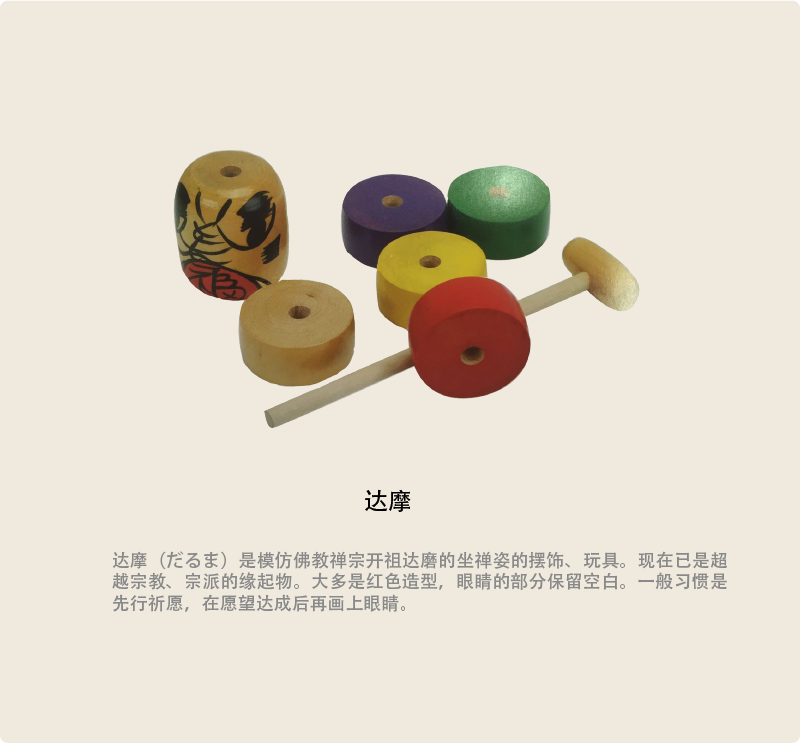 达摩
达摩（だるま）是模仿佛教禅宗开祖达磨的坐禅姿的摆饰、玩具。现在已是超
越宗教、宗派的缘起物。大多是红色造型，眼睛的部分保留空白。一般习惯是
先行祈愿，在愿望达成后再画上眼睛。